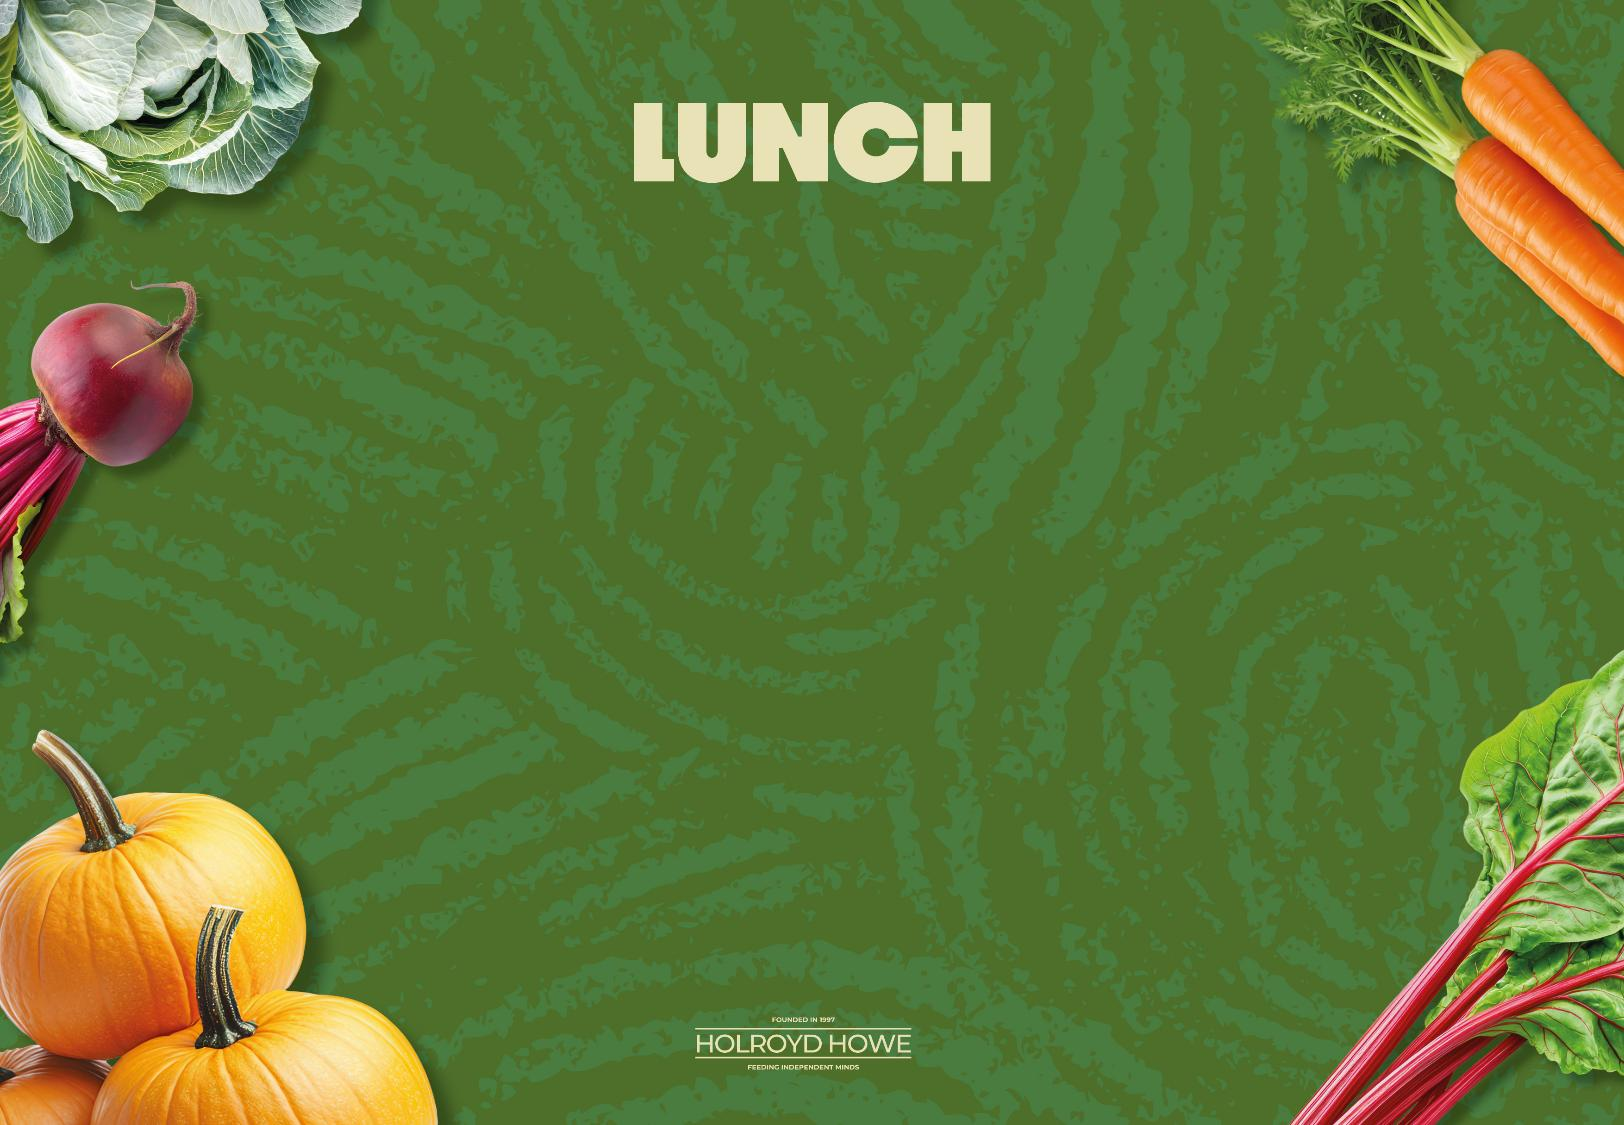 LUNCH
FOUNDED IN 1997
HOLROYD HOWE
FEEDING INDEPENDENT MINDS